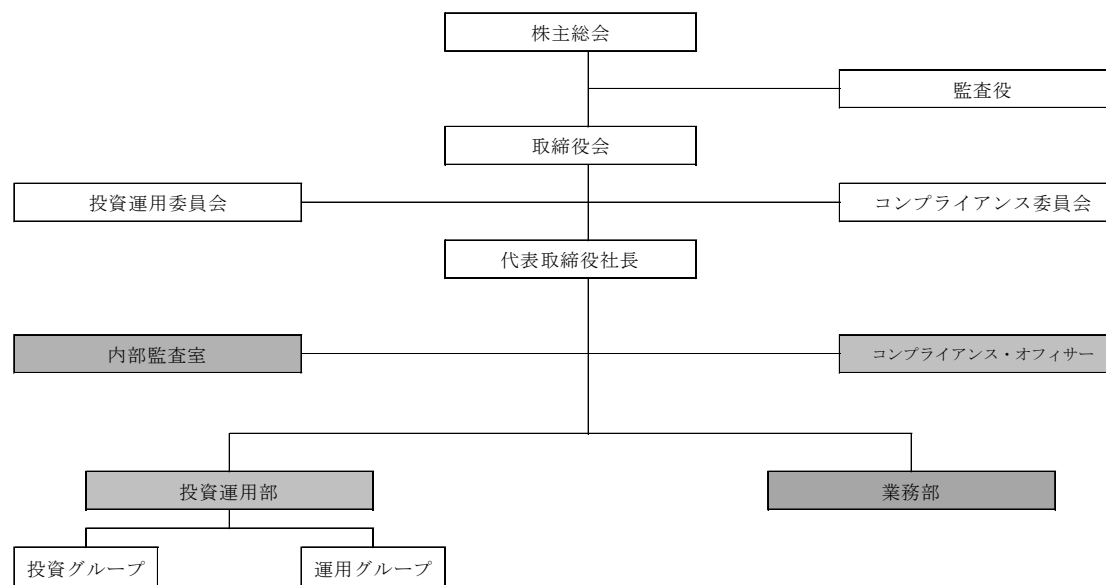 株主総会
監査役
取締役会
投資運用委員会
コンプライアンス委員会
代表取締役社長
内部監査室
コンプライアンス・オフィサー
投資運用部
業務部
投資グループ
運用グループ